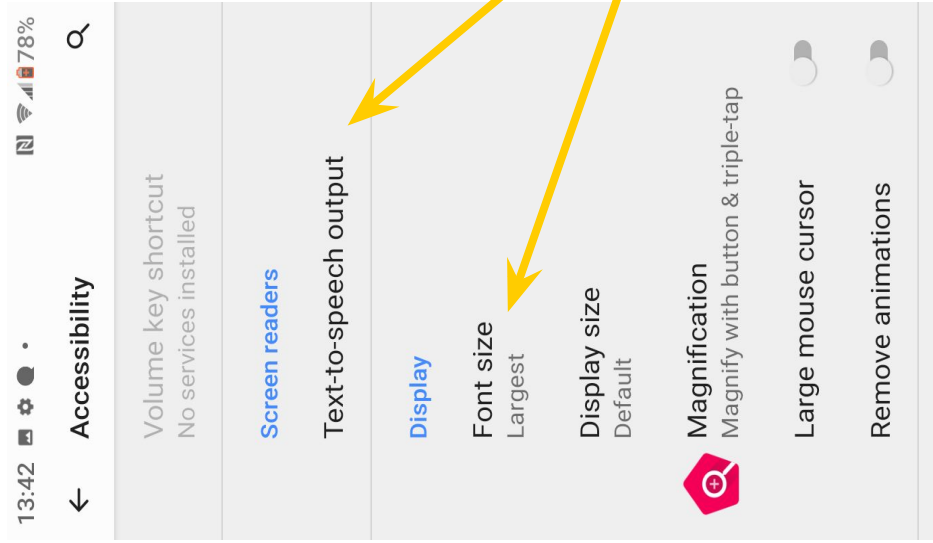 13:42 78%
Accessibility
Volume key shortcut
No services installed
Screen readers
Text-to-speech output
Display
Font size
Largest
Display size
Default
Magnification
Magnify with button & triple-tap
Large mouse cursor
Remove animations